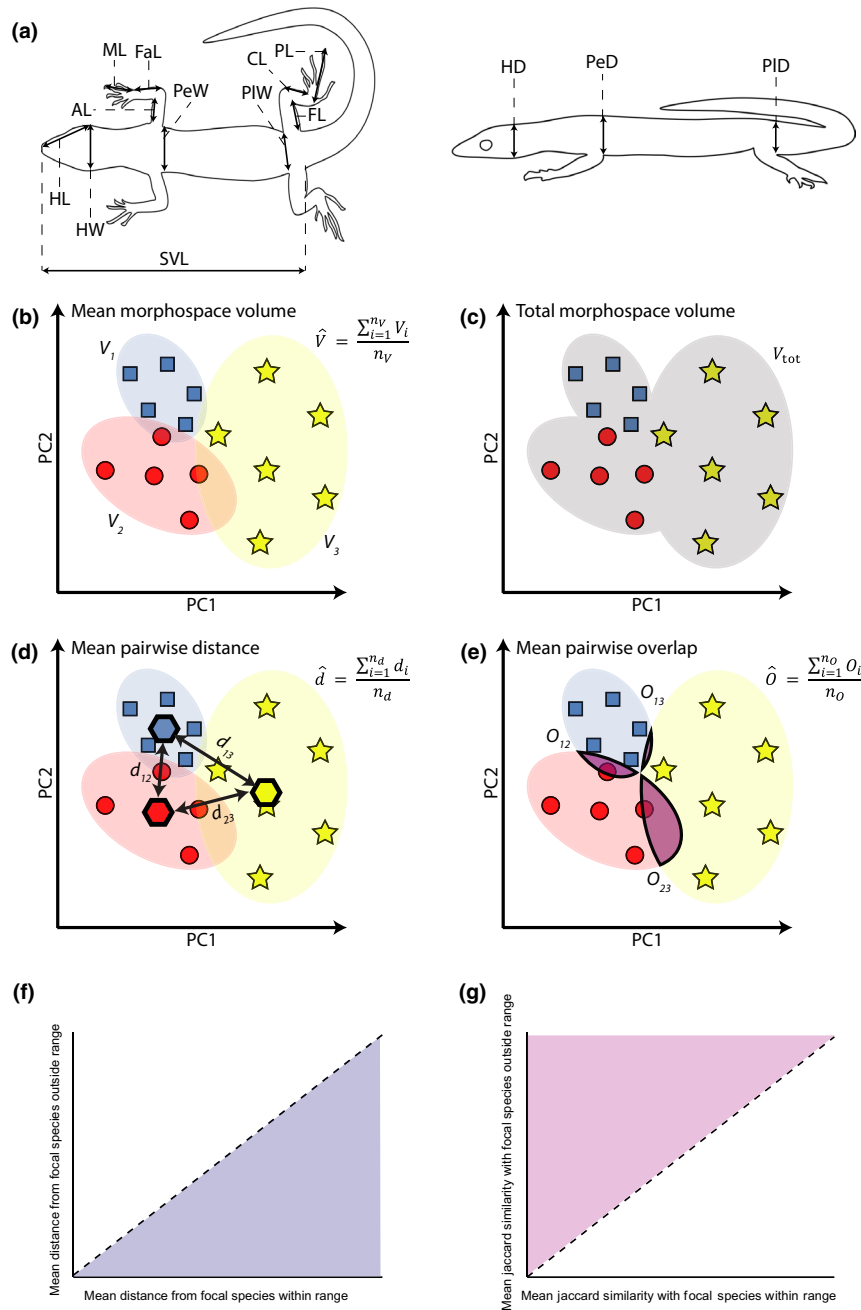 (a)
ML
FaL
PL
CL
AL
PeW
PlW
FL
HL
HW
SVL
HD
PeD
PlD
(b)
Mean morphospace volume
V̂ = ∑_{i=1}^{n_V} V_i / n_V
V_1
V_2
V_3
PC2
PC1
(c)
Total morphospace volume
V_tot
PC2
PC1
(d)
Mean pairwise distance
d̂ = ∑_{i=1}^{n_d} d_i / n_d
d_13
d_12
d_23
PC2
PC1
(e)
Mean pairwise overlap
Ô = ∑_{i=1}^{n_O} O_i / n_O
O_13
O_12
O_23
PC2
PC1
(f)
Mean distance from focal species outside range
Mean distance from focal species within range
(g)
Mean jaccard similarity with focal species outside range
Mean jaccard similarity with focal species within range